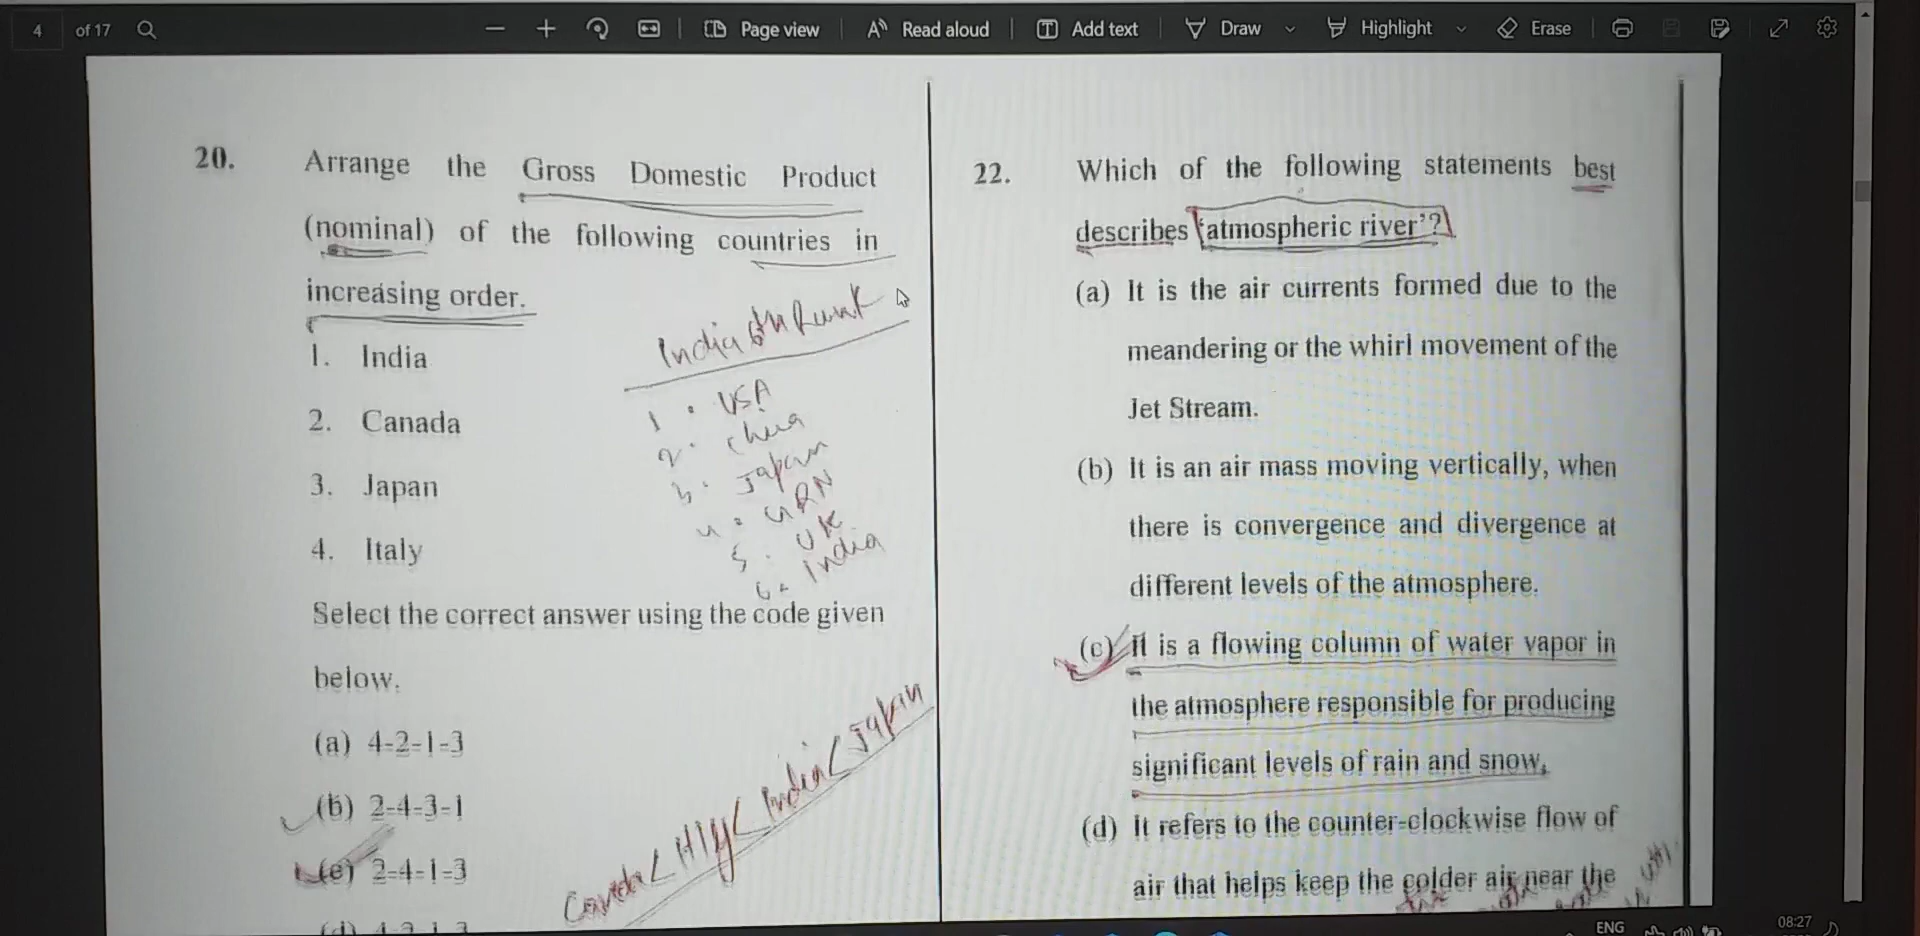 4 of 17 Page view Read aloud Add text Draw Highlight Erase
20. Arrange the Gross Domestic Product
(nominal) of the following countries in
increasing order.
India 6th Rank
1. India
2. Canada
3. Japan
4. Italy
1. USA
2. China
3. Japan
4. GRN
5. UK
6. India
Select the correct answer using the code given
below.
(a) 4-2-1-3
(b) 2-4-3-1
(c) 2-4-1-3
< India < Japan
22. Which of the following statements best
describes 'atmospheric river'?
(a) It is the air currents formed due to the
meandering or the whirl movement of the
Jet Stream.
(b) It is an air mass moving vertically, when
there is convergence and divergence at
different levels of the atmosphere.
(c) It is a flowing column of water vapor in
the atmosphere responsible for producing
significant levels of rain and snow.
(d) It refers to the counter-clockwise flow of
air that helps keep the colder air near the
ENG 08:27